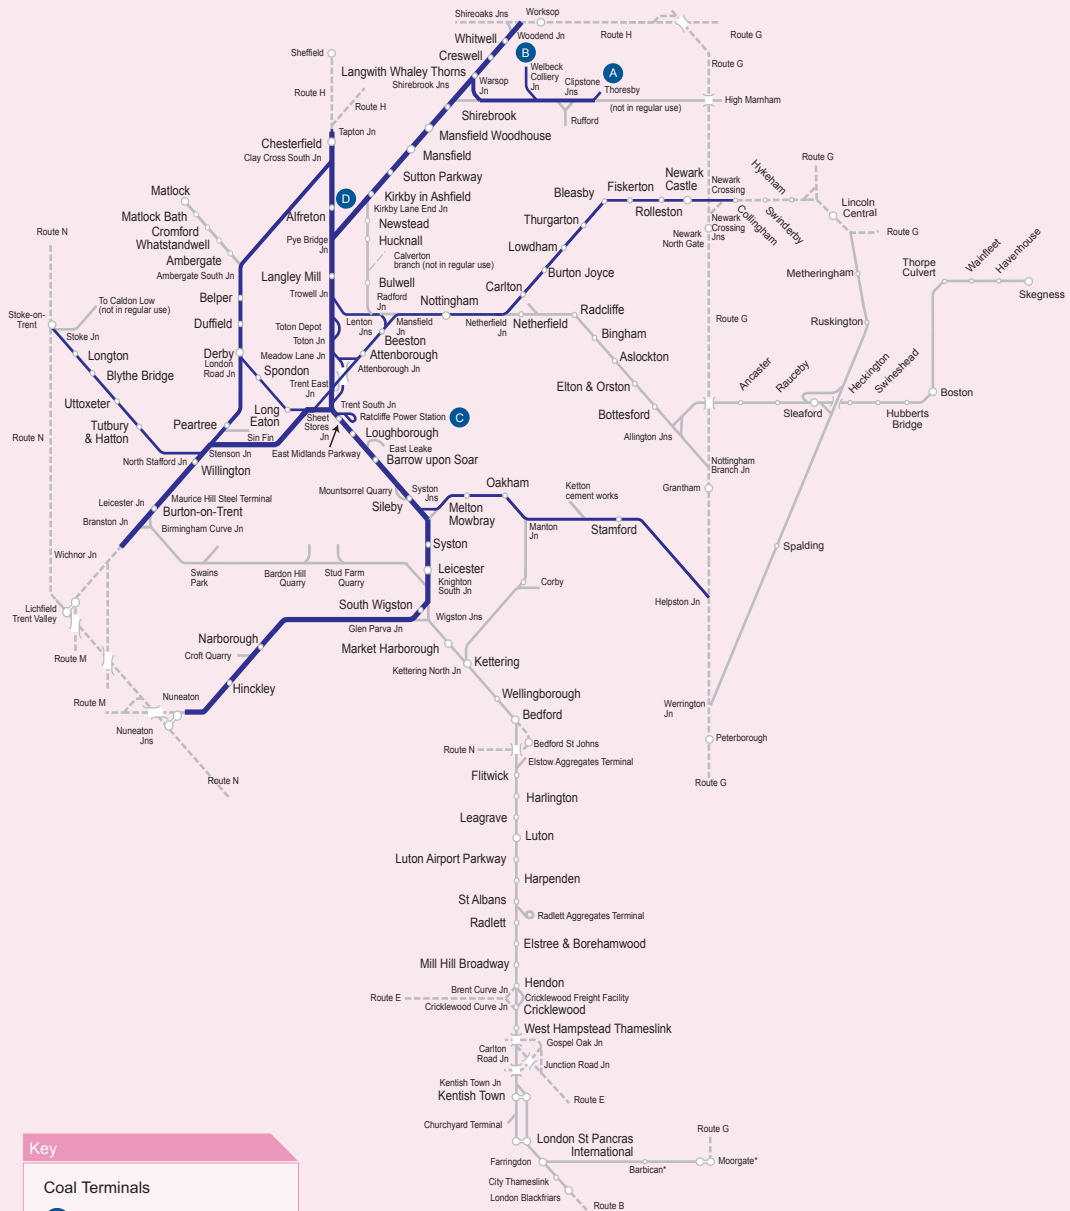 Shireoaks Jns
Worksop
Woodend Jn
Route H
Route G
Whitwell
Creswell
Langwith Whaley Thorns
Shirebrook Jns
B
Welbeck
Colliery
Jn
Warsop
Jn
Clipstone
Jns
A
Thoresby
(not in regular use)
Rufford
High Marnham
Route G
Sheffield
Route H
Route H
Tapton Jn
Chesterfield
Clay Cross South Jn
Shirebrook
Mansfield Woodhouse
Mansfield
Sutton Parkway
Kirkby in Ashfield
Kirkby Lane End Jn
Newstead
Hucknall
Calverton
branch (not in regular use)
Bulwell
Radford
Jn
D
Alfreton
Pye Bridge
Jn
Langley Mill
Trowell Jn
Matlock
Matlock Bath
Cromford
Whatstandwell
Ambergate
Ambergate South Jn
Belper
Duffield
Derby
London
Road Jn
Spondon
Long
Eaton
Peartree
Sin Fin
Stenson Jn
North Stafford Jn
Willington
Route N
To Caldon Low
(not in regular use)
Stoke-on-
Trent
Stoke Jn
Longton
Blythe Bridge
Uttoxeter
Tutbury
& Hatton
Route N
Toton Depot
Toton Jn
Meadow Lane Jn
Trent East
Jn
Lenton
Jns
Mansfield
Jn
Beeston
Attenborough
Attenborough Jn
Nottingham
Netherfield
Jn
Netherfield
Carlton
Burton Joyce
Lowdham
Thurgarton
Bleasby
Fiskerton
Rolleston
Newark
Castle
Newark
Crossing
Newark
Crossing
Jns
Newark
North Gate
Collingham
Swinderby
Hykeham
Route G
Lincoln
Central
Route G
Metheringham
Ruskington
Thorpe
Culvert
Wainfleet
Havenhouse
Skegness
Boston
Hubberts
Bridge
Swineshead
Heckington
Sleaford
Rauceby
Ancaster
Route G
Radcliffe
Bingham
Aslockton
Elton & Orston
Bottesford
Allington Jns
Nottingham
Branch Jn
Grantham
Spalding
Trent South Jn
Ratcliffe Power Station
C
Sheet
Stores
Jn
East Midlands Parkway
Loughborough
East Leake
Barrow upon Soar
Mountsorrel Quarry
Sileby
Syston
Jns
Melton
Mowbray
Oakham
Ketton
cement works
Manton
Jn
Stamford
Helpston Jn
Syston
Leicester
Knighton
South Jn
Corby
South Wigston
Wigston Jns
Glen Parva Jn
Leicester Jn
Maurice Hill Steel Terminal
Burton-on-Trent
Branston Jn
Birmingham Curve Jn
Wichnor Jn
Swains
Park
Bardon Hill
Quarry
Stud Farm
Quarry
Lichfield
Trent Valley
Route M
Narborough
Croft Quarry
Hinckley
Nuneaton
Route M
Nuneaton
Jns
Route N
Market Harborough
Kettering North Jn
Kettering
Wellingborough
Bedford
Bedford St Johns
Route N
Elstow Aggregates Terminal
Werrington
Jn
Peterborough
Route G
Flitwick
Harlington
Leagrave
Luton
Luton Airport Parkway
Harpenden
St Albans
Radlett Aggregates Terminal
Radlett
Elstree & Borehamwood
Mill Hill Broadway
Hendon
Brent Curve Jn
Route E
Cricklewood Freight Facility
Cricklewood Curve Jn
Cricklewood
West Hampstead Thameslink
Carlton
Road Jn
Gospel Oak Jn
Junction Road Jn
Kentish Town Jn
Kentish Town
Route E
Churchyard Terminal
London St Pancras
International
Route G
Farringdon
Barbican*
Moorgate*
City Thameslink
London Blackfriars
Route B
Key
Coal Terminals